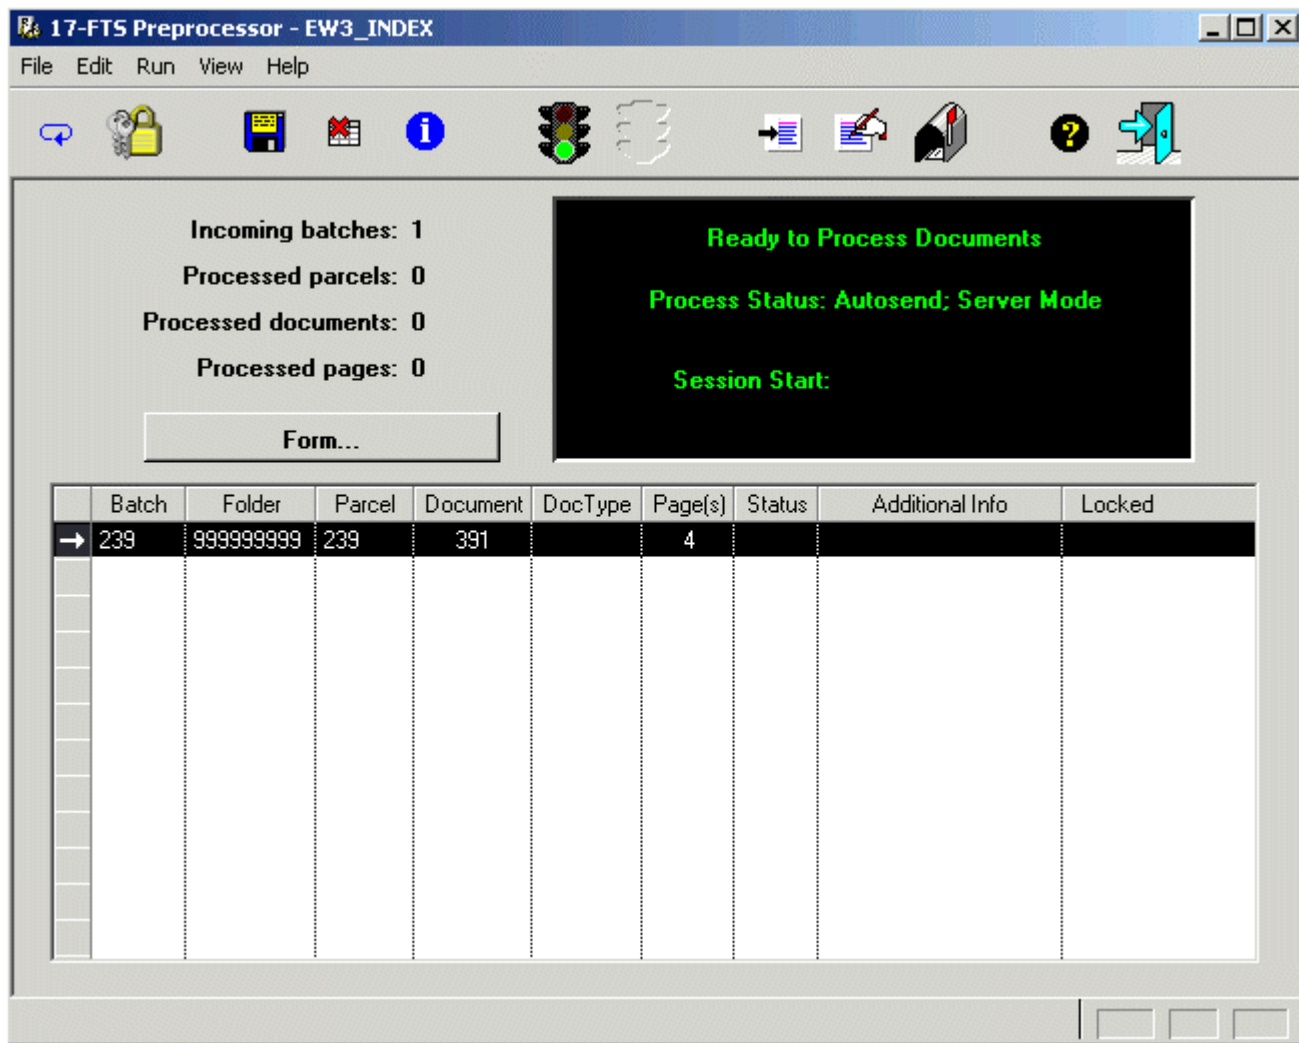 17-FTS Preprocessor - EW3_INDEX
File Edit Run View Help
Incoming batches: 1
Processed parcels: 0
Processed documents: 0
Processed pages: 0
Form...
Ready to Process Documents
Process Status: Autosend; Server Mode
Session Start:
Batch Folder Parcel Document DocType Page(s) Status Additional Info Locked
239 999999999 239 391 4